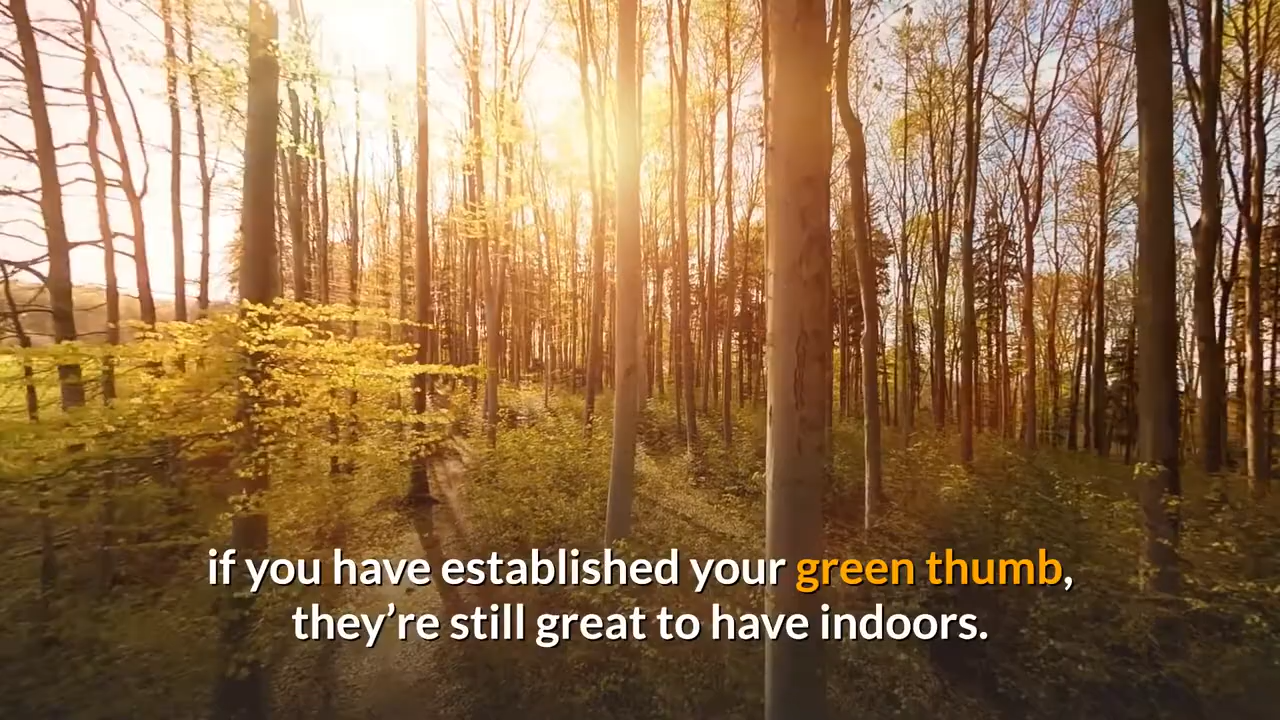 if you have established your green thumb,
they’re still great to have indoors.